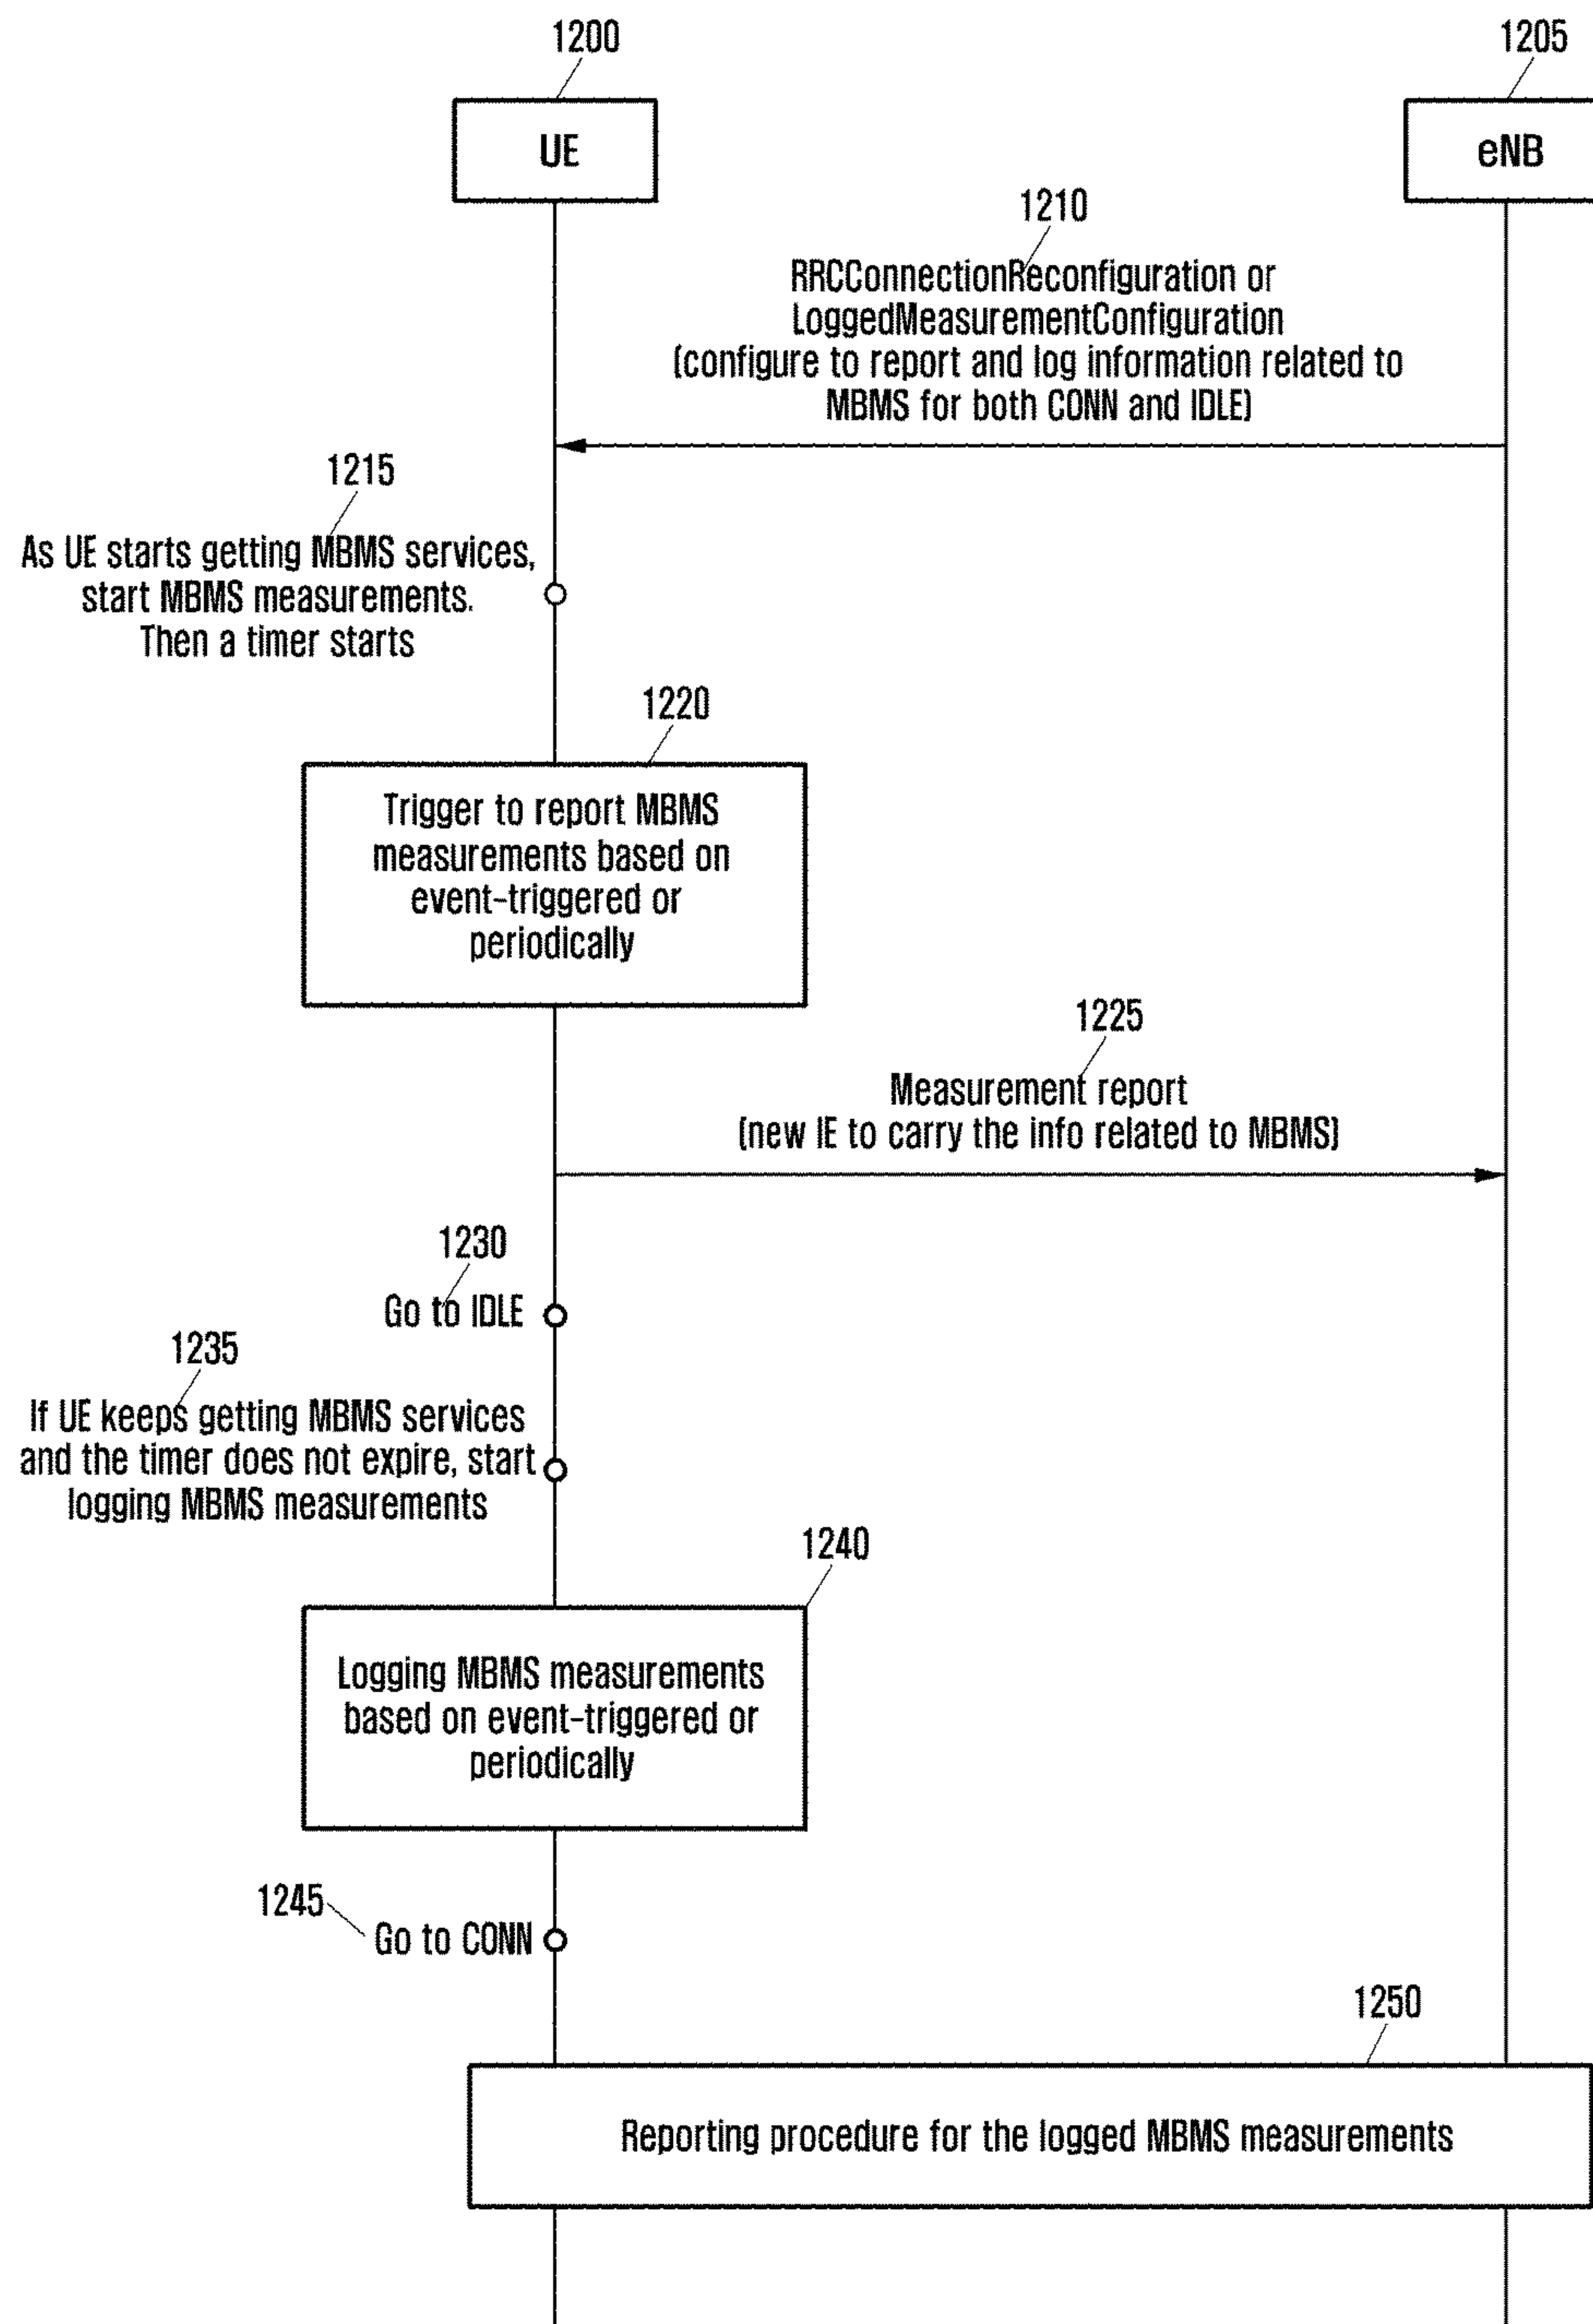 1200
1205
UE
eNB
1210
RRCConnectionReconfiguration or
LoggedMeasurementConfiguration
(configure to report and log information related to
MBMS for both CONN and IDLE)
1215
As UE starts getting MBMS services,
start MBMS measurements.
Then a timer starts
1220
Trigger to report MBMS
measurements based on
event-triggered or
periodically
1225
Measurement report
(new IE to carry the info related to MBMS)
1230
Go to IDLE
1235
If UE keeps getting MBMS services
and the timer does not expire, start
logging MBMS measurements
1240
Logging MBMS measurements
based on event-triggered or
periodically
1245
Go to CONN
1250
Reporting procedure for the logged MBMS measurements